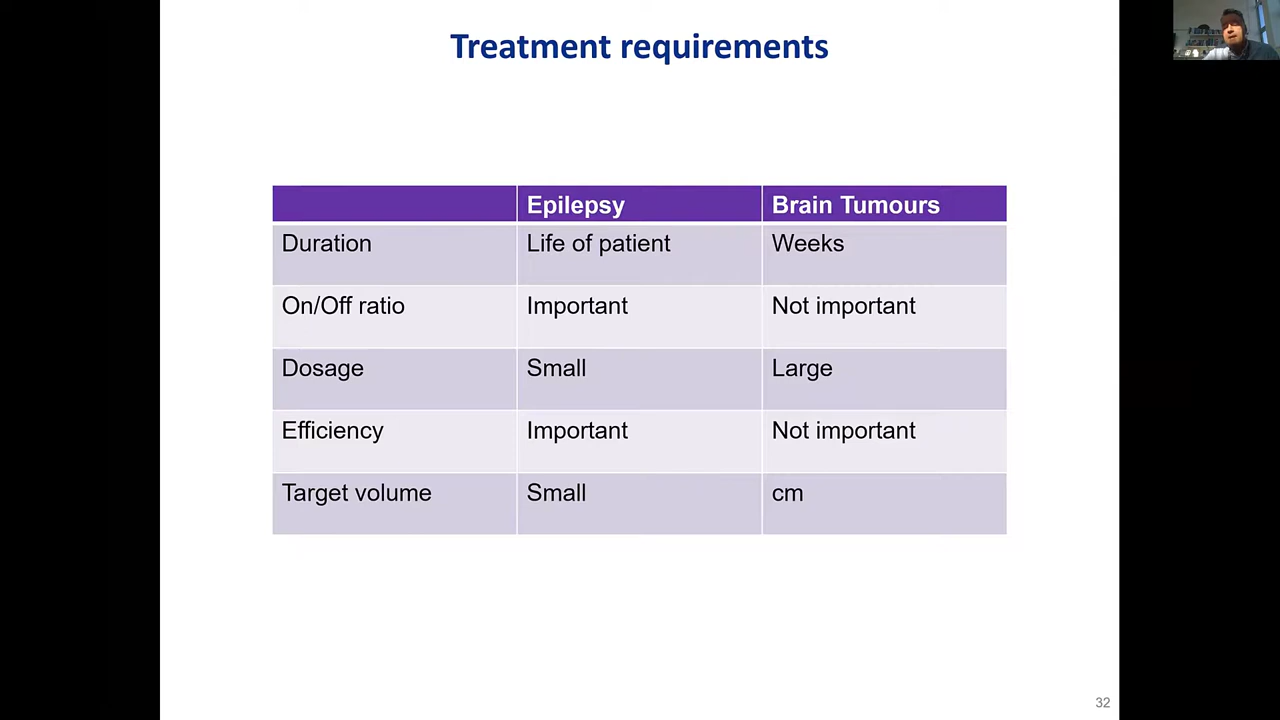 Treatment requirements
Epilepsy Brain Tumours
Duration Life of patient Weeks
On/Off ratio Important Not important
Dosage Small Large
Efficiency Important Not important
Target volume Small cm
32